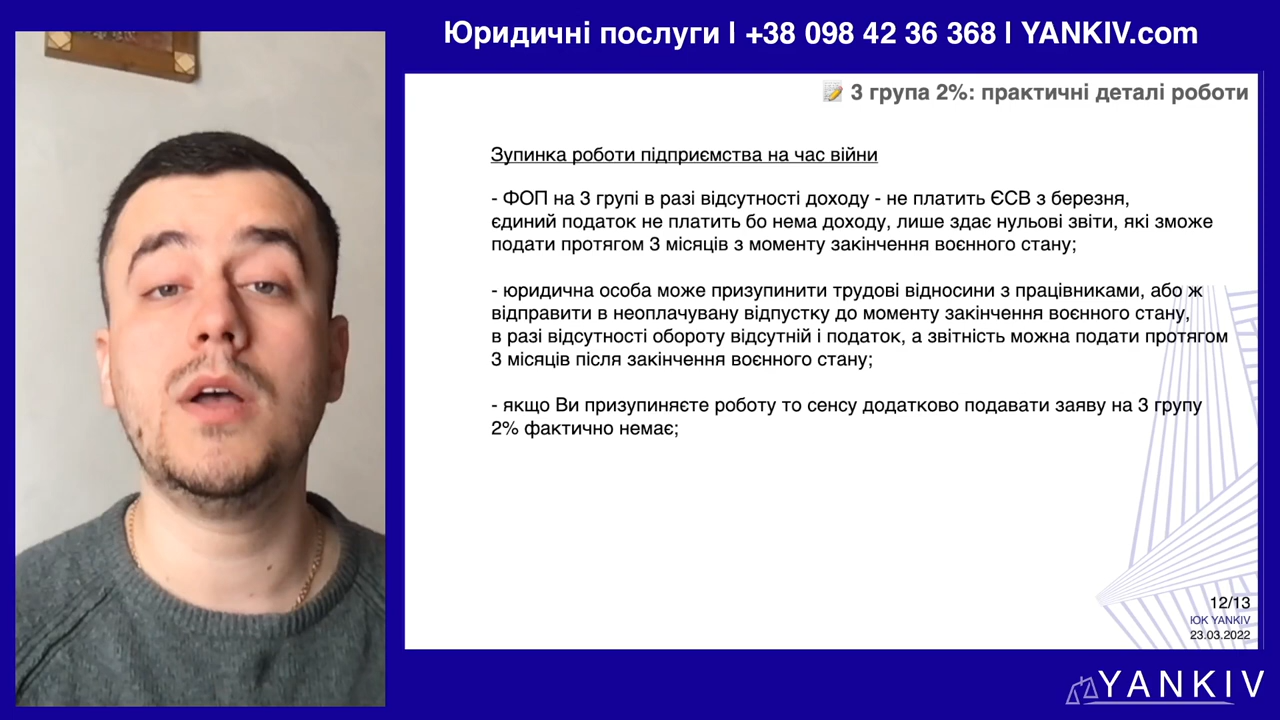 Юридичні послуги | +38 098 42 36 368 | YANKIV.com
3 група 2%: практичні деталі роботи
Зупинка роботи підприємства на час війни
- ФОП на 3 групі в разі відсутності доходу - не платить ЄСВ з березня,
єдиний податок не платить бо нема доходу, лише здає нульові звіти, які зможе
подати протягом 3 місяців з моменту закінчення воєнного стану;
- юридична особа може призупинити трудові відносини з працівниками, або ж
відправити в неоплачувану відпустку до моменту закінчення воєнного стану,
в разі відсутності обороту відсутній і податок, а звітність можна подати протягом
3 місяців після закінчення воєнного стану;
- якщо Ви призупиняєте роботу то сенсу додатково подавати заяву на 3 групу
2% фактично немає;
12/13
ЮК YANKIV
23.03.2022
YANKIV